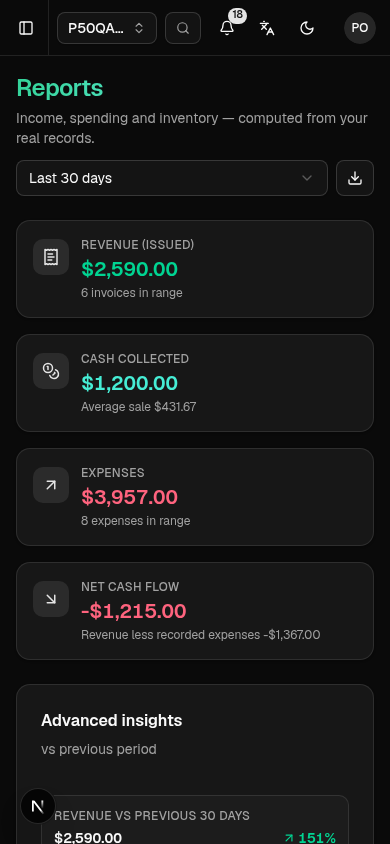 P50QA...
18
PO
Reports
Income, spending and inventory — computed from your
real records.
Last 30 days
REVENUE (ISSUED)
$2,590.00
6 invoices in range
CASH COLLECTED
$1,200.00
Average sale $431.67
EXPENSES
$3,957.00
8 expenses in range
NET CASH FLOW
-$1,215.00
Revenue less recorded expenses -$1,367.00
Advanced insights
vs previous period
N
REVENUE VS PREVIOUS 30 DAYS
$2,590.00
151%